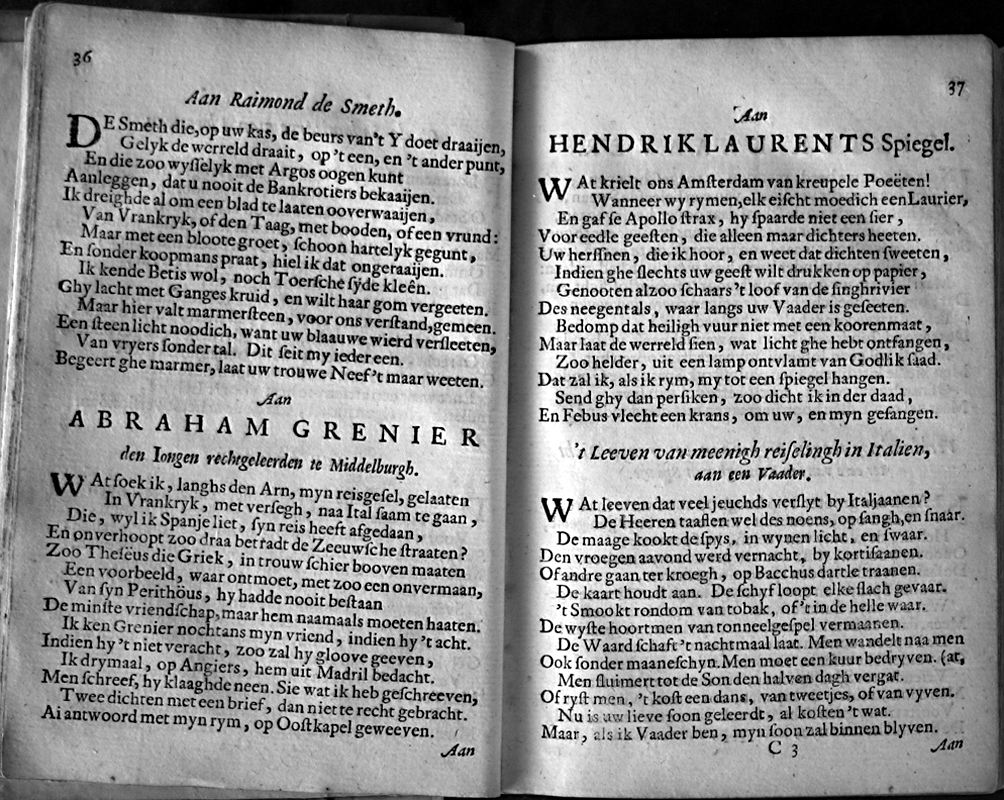 36
Aan Raimond de Smeth.
DE Smeth die, op uw kas, de beurs van't Y doet draaijen,
Gelyk de werreld draait, op 't een, en 't ander punt,
En die zoo wyſſelyk met Argos oogen kunt
Aanleggen, dat u nooit de Bankrotiers bekaaijen.
Ik dreighde al om een blad te laaten ooverwaaijen,
Van Vrankryk, of den Taag, met booden, of een vrund:
Maar met een bloote groet, ſchoon hartelyk gegunt,
En ſonder koopmans praat, hiel ik dat ongeraaijen.
Ik kende Betis wol, noch Toerſche ſyde kleên.
Ghy lacht met Ganges kruid, en wilt haar gom vergeeten.
Maar hier valt marmerſteen, voor ons verſtand, gemeen.
Een ſteen licht noodich, want uw blaauwe wierd verſleeten,
Van vryers ſonder tal. Dit ſeit my ieder een.
Begeert ghe marmer, laat uw trouwe Neef 't maar weeten.
Aan
ABRAHAM GRENIER
den Iongen rechtgeleerden te Middelburgh.
WAt ſoek ik, langhs den Arn, myn reisgeſel, gelaaten
In Vrankryk, met verſegh, naa Ital ſaam te gaan,
Die, wyl ik Spanje liet, ſyn reis heeft afgedaan,
En onverhoopt zoo draa betradt de Zeeuwſche ſtraaten?
Zoo Theſëus die Griek, in trouw ſchier booven maaten
Een voorbeeld, waar ontmoet, met zoo een onvermaan,
Van ſyn Perithöus, hy hadde nooit beſtaan
De minſte vriendſchap, maar hem naamaals moeten haaten.
Ik ken Grenier nochtans myn vriend, indien hy 't acht.
Indien hy 't niet veracht, zoo zal hy gloove geeven,
Ik drymaal, op Angiers, hem uit Madril bedacht.
Men ſchreef, hy klaaghde neen. Sie wat ik heb geſchreeven,
Twee dichten met een brief, dan niet te recht gebracht.
Ai antwoord met myn rym, op Ooſtkapel geweeven.
Aan
37
Aan
HENDRIK LAURENTS Spiegel.
WAt krielt ons Amſterdam van kreupele Poeëten!
Wanneer wy rymen, elk eiſcht moedich een Laurier,
En gaf ſe Apollo ſtrax, hy ſpaarde niet een ſier,
Voor eedle geeſten, die alleen maar dichters heeten.
Uw herſſnen, die ik hoor, en weet dat dichten ſweeten,
Indien ghe ſlechts uw geeſt wilt drukken op papier,
Genooten alzoo ſchaars 't loof van de ſinghrivier
Des neegentals, waar langs uw Vaader is geſeeten.
Bedomp dat heiligh vuur niet met een koorenmaat,
Maar laat de werreld ſien, wat licht ghe hebt ontfangen,
Zoo helder, uit een lamp ontvlamt van Godlik ſaad.
Dat zal ik, als ik rym, my tot een ſpiegel hangen.
Send ghy dan perſiken, zoo dicht ik in der daad,
En Febus vlecht een krans, om uw, en myn geſangen.
't Leeven van meenigh reiſelingh in Italien,
aan een Vaader.
WAt leeven dat veel jeuchds verſlyt by Italjaanen?
De Heeren taaflen wel des noens, op ſangh, en ſnaar.
De maage kookt de ſpys, in wynen licht, en ſwaar.
Den vroegen aavond werd vernacht, by kortiſaanen.
Of andre gaan ter kroegh, op Bacchus dartle traanen.
De kaart houdt aan. De ſchyf loopt elke ſlach gevaar.
't Smookt rondom van tobak, of 't in de helle waar.
De wyſte hoort men van tonneelgeſpel vermaanen.
De Waard ſchaft 't nachtmaal laat. Men wandelt naa men
Ook ſonder maaneſchyn. Men moet een kuur bedryven. (at,
Men ſluimert tot de Son den halven dagh vergat.
Of ryſt men, 't koſt een dans, van tweetjes, of van vyven.
Nu is uw lieve ſoon geleerdt, al koſten 't wat.
Maar, als ik Vaader ben, myn ſoon zal binnen blyven.
C 3
Aan